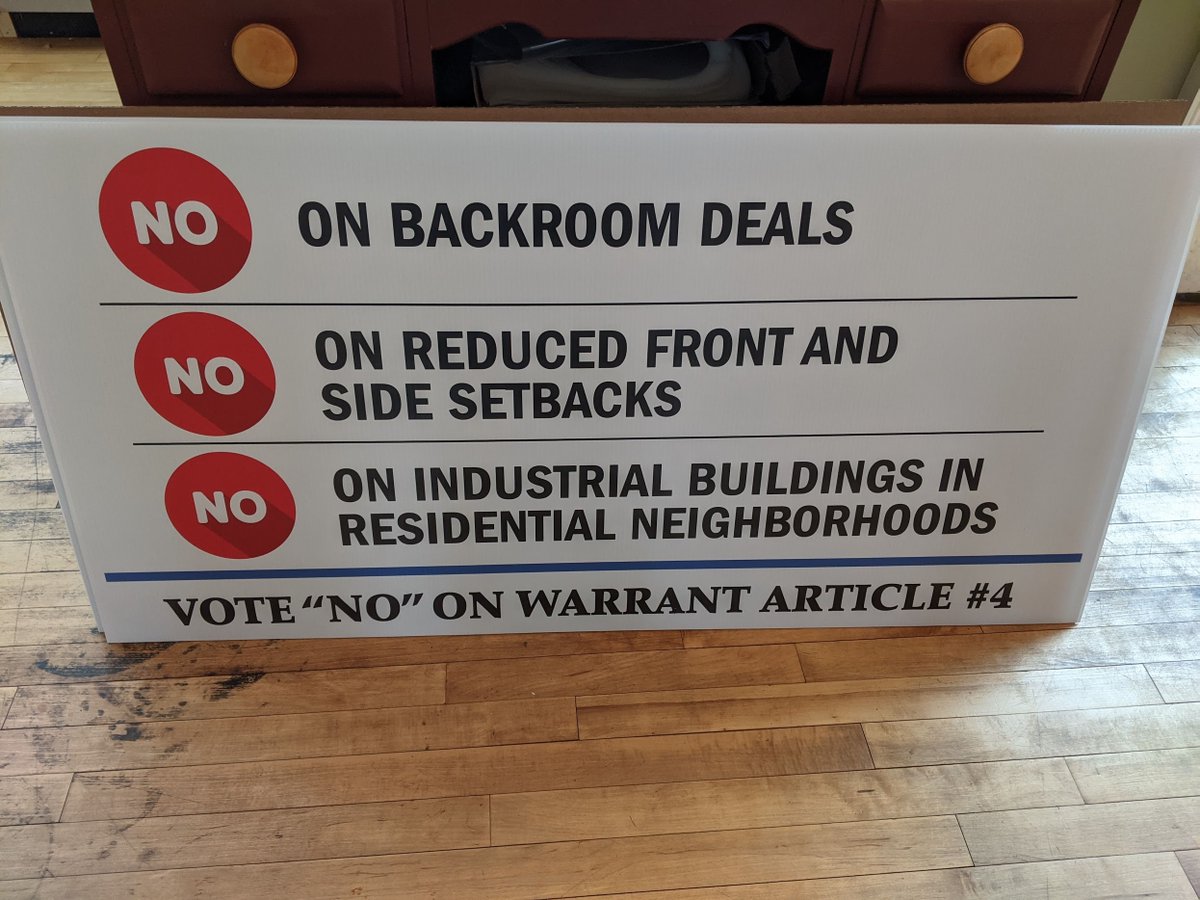 NO ON BACKROOM DEALS
NO ON REDUCED FRONT AND
SIDE SETBACKS
NO ON INDUSTRIAL BUILDINGS IN
RESIDENTIAL NEIGHBORHOODS
VOTE “NO” ON WARRANT ARTICLE #4